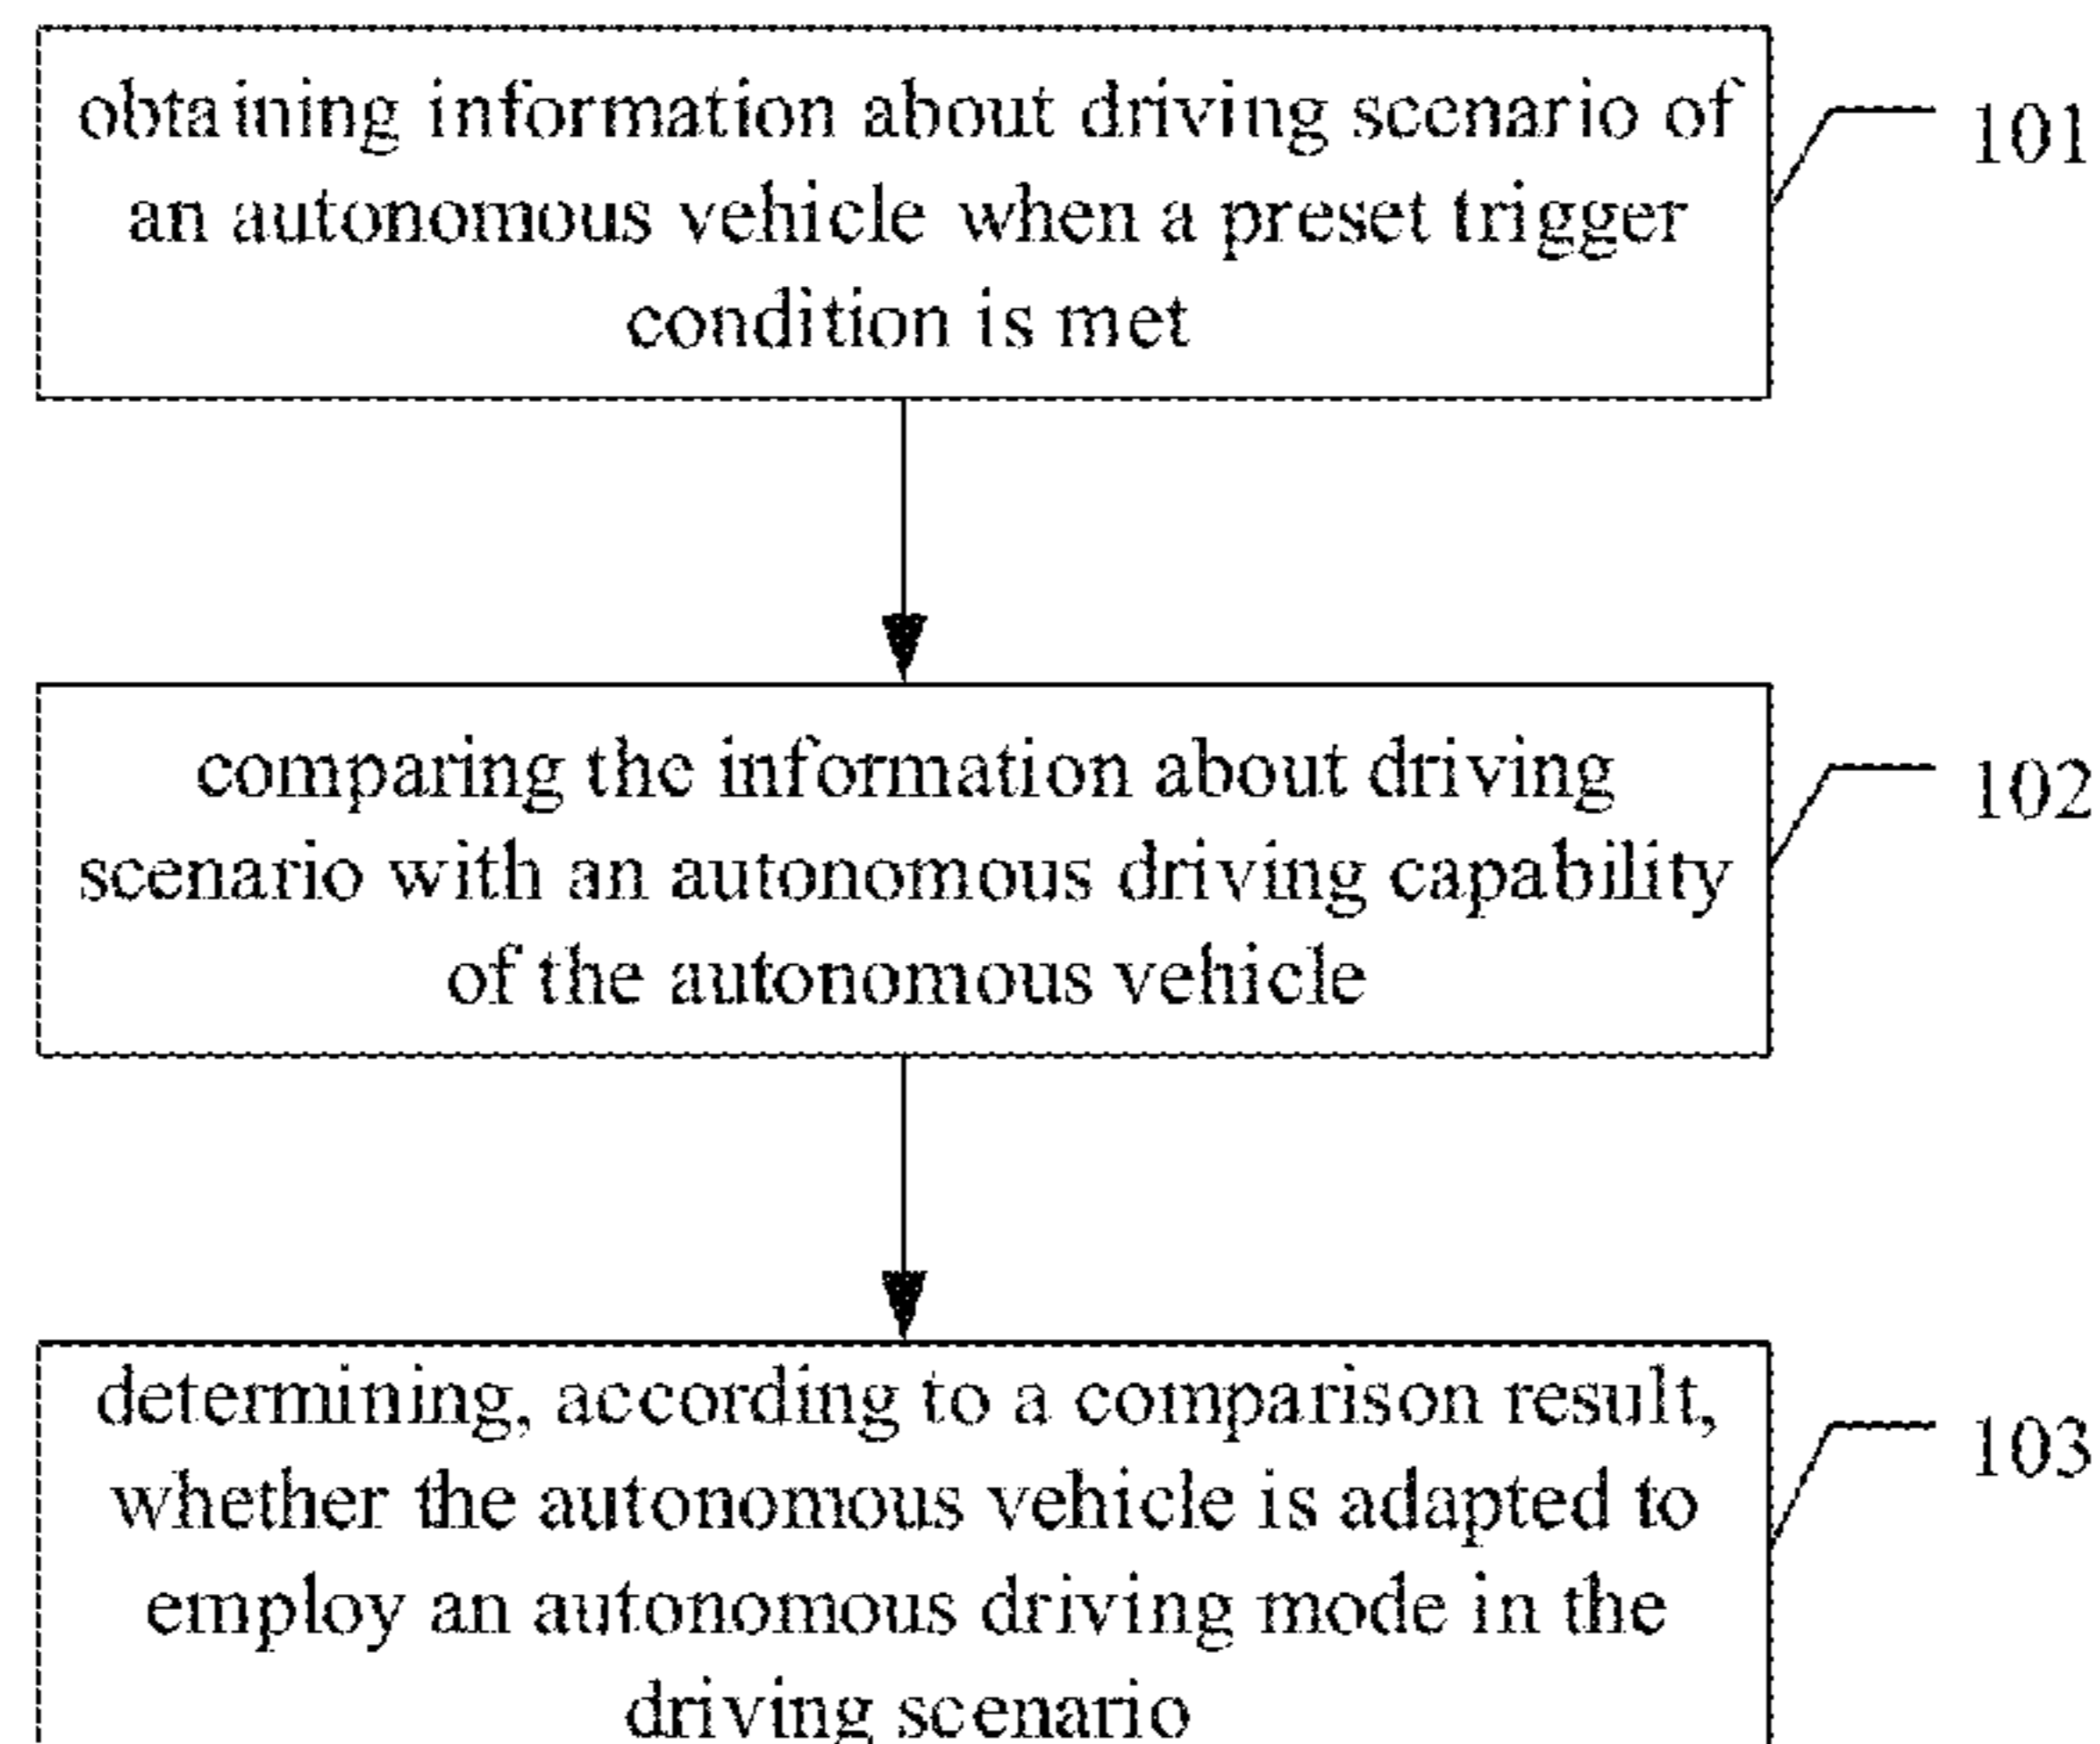 obtaining information about driving scenario of
an autonomous vehicle when a preset trigger
condition is met
101
comparing the information about driving
scenario with an autonomous driving capability
of the autonomous vehicle
102
determining, according to a comparison result,
whether the autonomous vehicle is adapted to
employ an autonomous driving mode in the
driving scenario
103